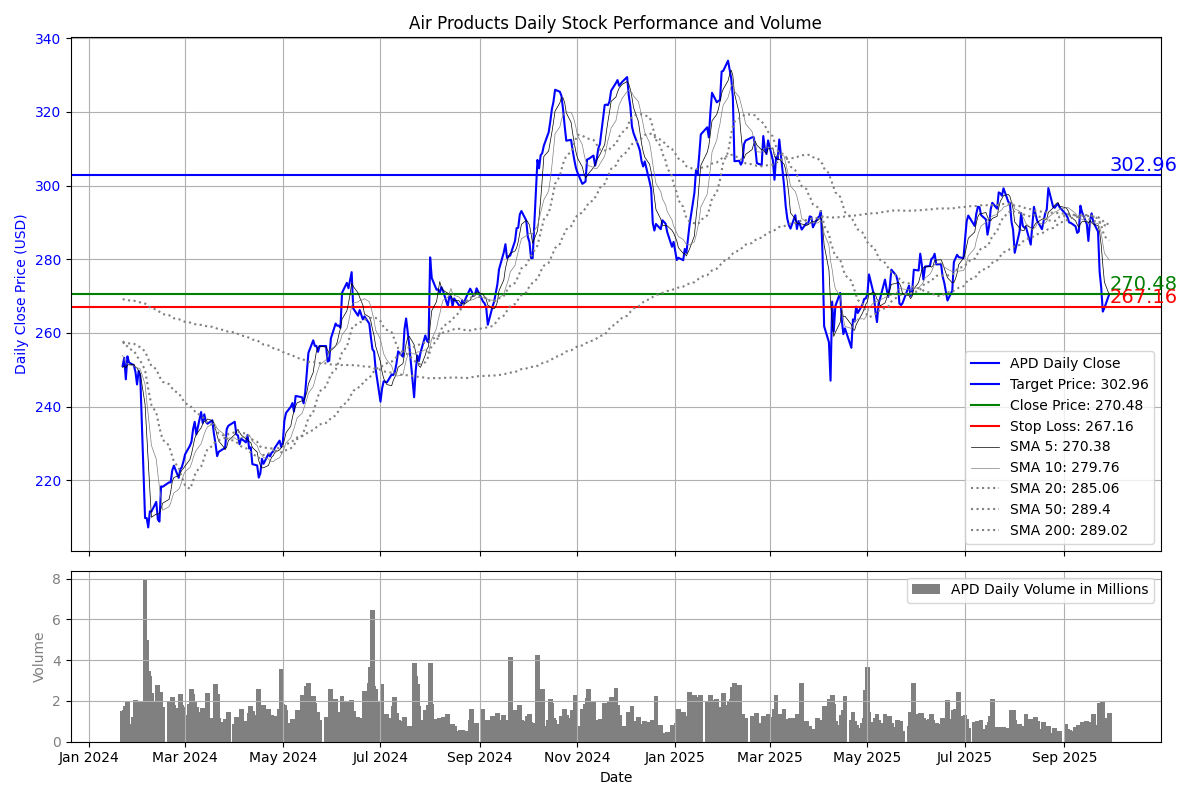 Air Products Daily Stock Performance and Volume
Daily Close Price (USD)
340
320
300
280
260
240
220
302.96
270.48
267.16
APD Daily Close
Target Price: 302.96
Close Price: 270.48
Stop Loss: 267.16
SMA 5: 270.38
SMA 10: 279.76
SMA 20: 285.06
SMA 50: 289.4
SMA 200: 289.02
Volume
8
6
4
2
0
APD Daily Volume in Millions
Jan 2024 Mar 2024 May 2024 Jul 2024 Sep 2024 Nov 2024 Jan 2025 Mar 2025 May 2025 Jul 2025 Sep 2025
Date